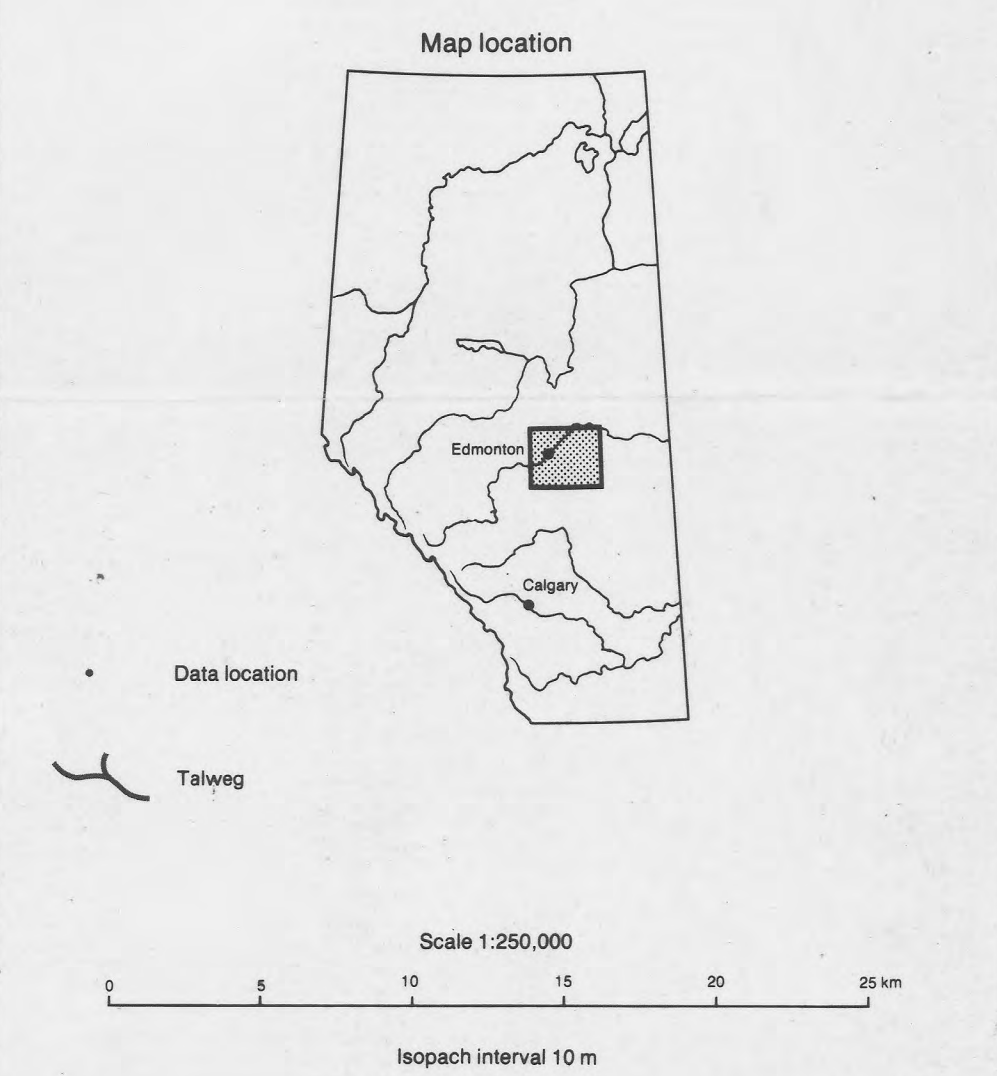 Map location
Edmonton
Calgary
Data location
Talweg
Scale 1:250,000
0 5 10 15 20 25 km
Isopach interval 10 m